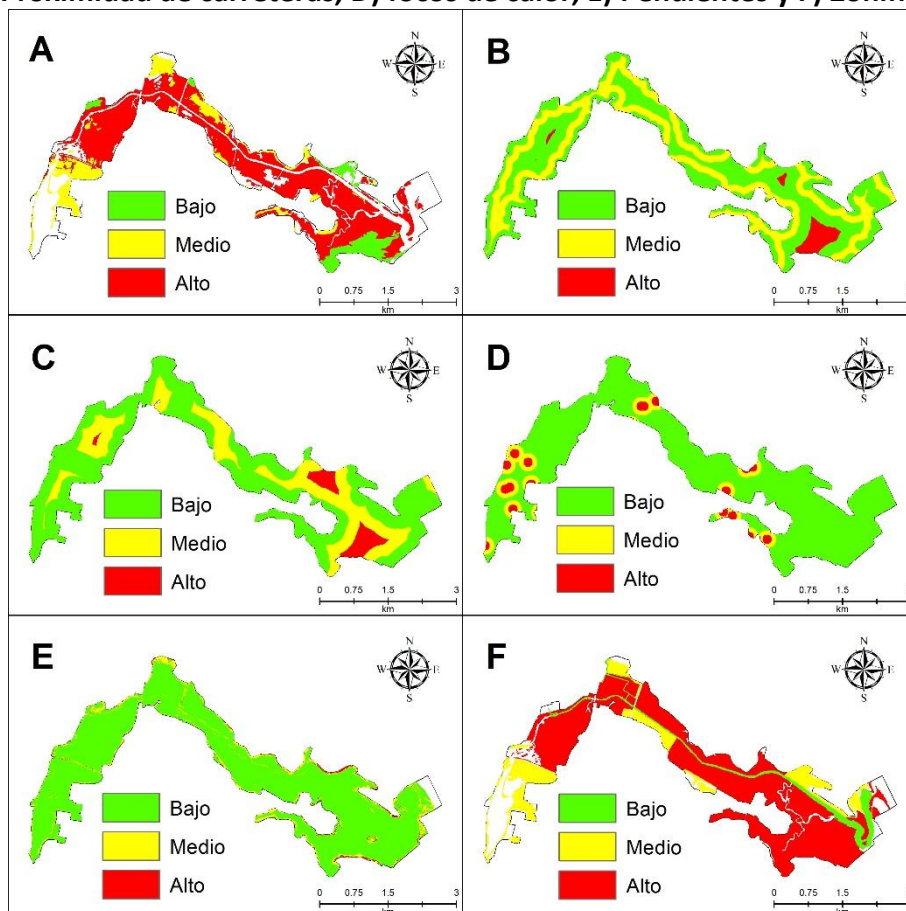 Proximidad de carreteras, D) focos de calor, E) Pendientes y F)
A
N
W E
S
Bajo
Medio
Alto
0 0.75 1.5 3
km
B
N
W E
S
Bajo
Medio
Alto
0 0.75 1.5
km
C
N
W E
S
Bajo
Medio
Alto
0 0.75 1.5 3
km
D
N
W E
S
Bajo
Medio
Alto
0 0.75 1.5
km
E
N
W E
S
Bajo
Medio
Alto
0 0.75 1.5 3
km
F
N
W E
S
Bajo
Medio
Alto
0 0.75 1.5
km